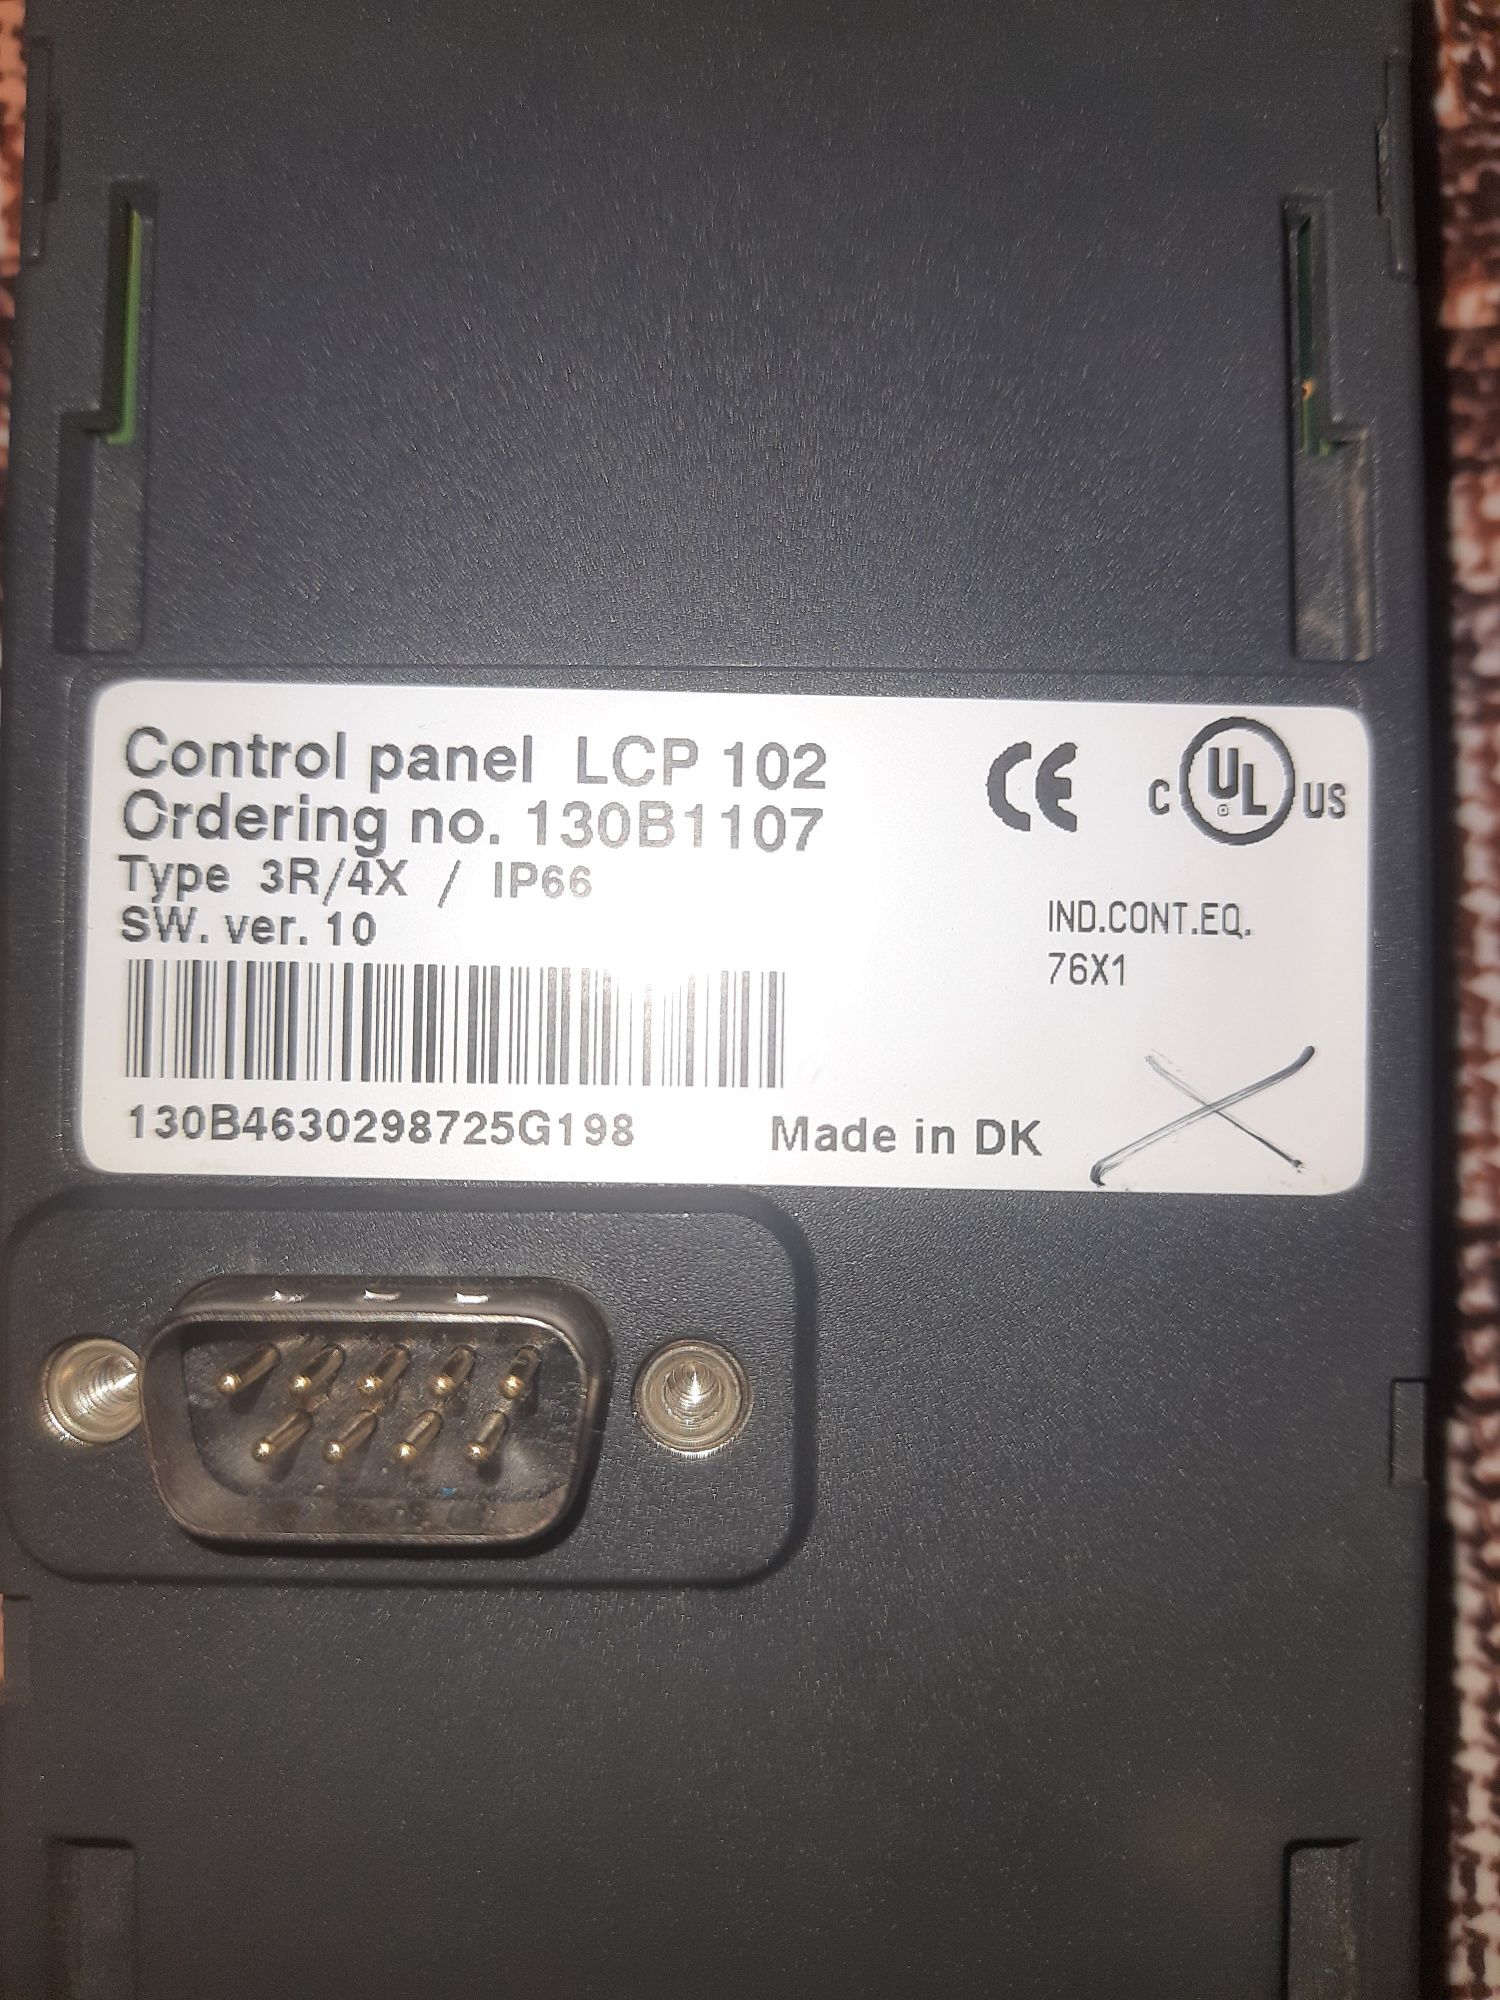 Control panel LCP 102
Ordering no. 130B1107
Type 3R/4X / IP66
SW. ver. 10
CE
C UL US
IND.CONT.EQ.
76X1
130B4630298725G198
Made in DK